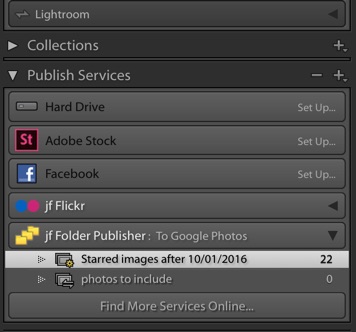 Lightroom
Collections
Publish Services
Hard Drive Set Up...
St Adobe Stock Set Up...
f Facebook Set Up...
jf Flickr
jf Folder Publisher: To Google Photos
Starred images after 10/01/2016 22
photos to include 0
Find More Services Online...